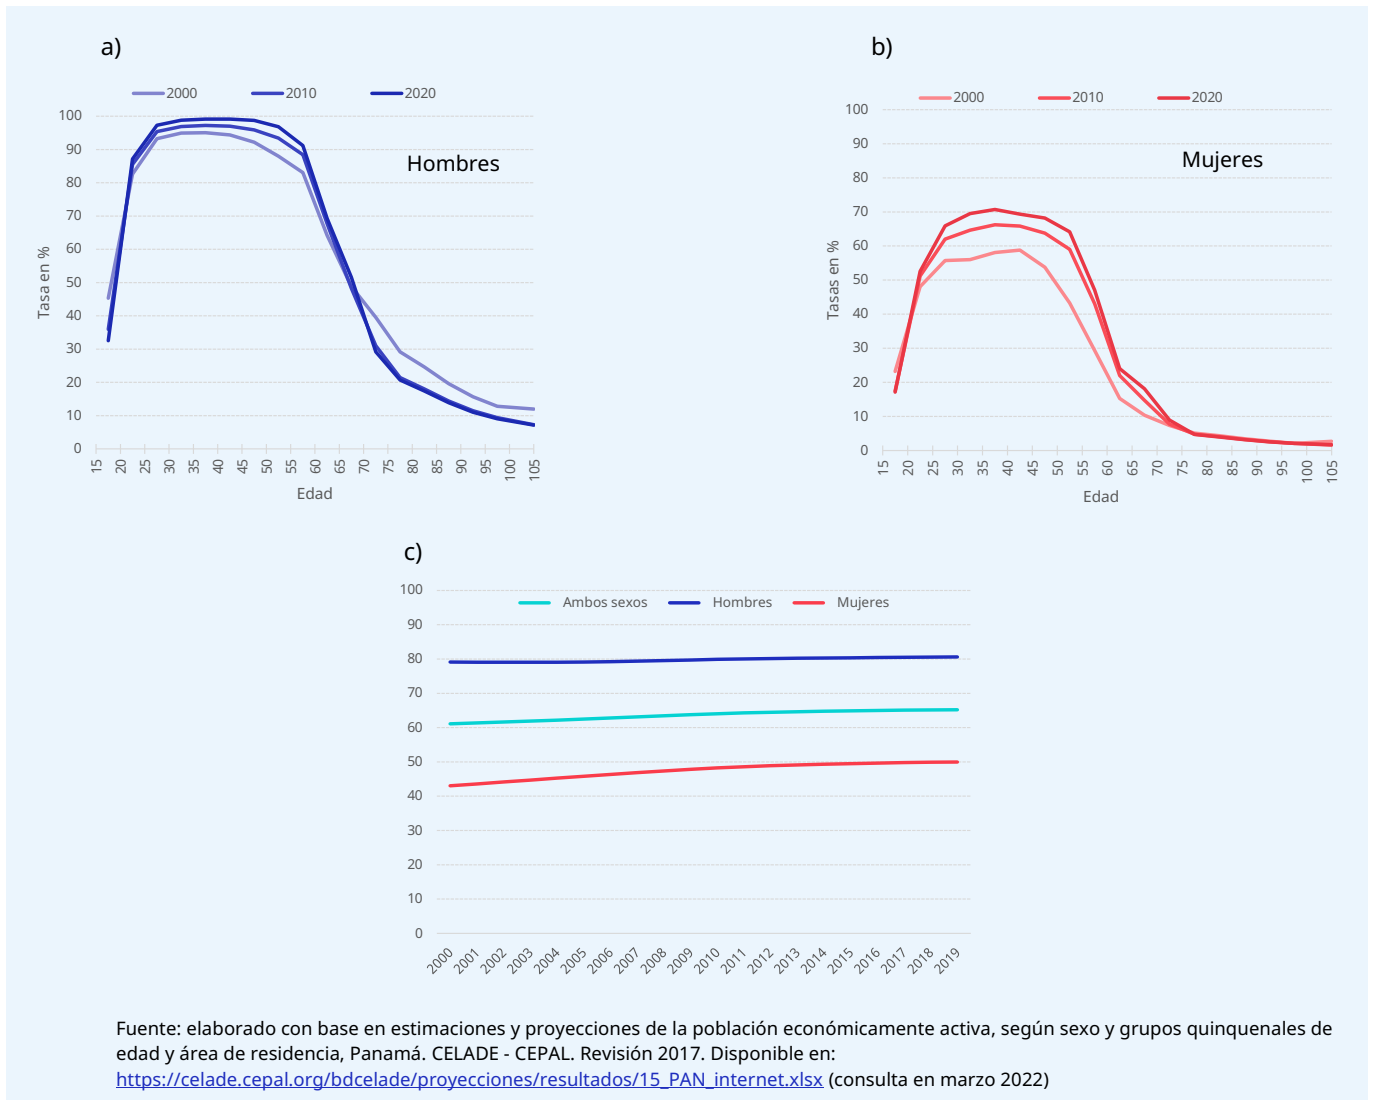 a)
2000 2010 2020
100
90
80
70
60
50
40
30
20
10
0
Tasa en %
Hombres
15 20 25 30 35 40 45 50 55 60 65 70 75 80 85 90 95 100 105
Edad
b)
2000 2010 2020
100
90
80
70
60
50
40
30
20
10
0
Tasas en %
Mujeres
15 20 25 30 35 40 45 50 55 60 65 70 75 80 85 90 95 100 105
Edad
c)
Ambos sexos Hombres Mujeres
100
90
80
70
60
50
40
30
20
10
0
2000 2001 2002 2003 2004 2005 2006 2007 2008 2009 2010 2011 2012 2013 2014 2015 2016 2017 2018 2019
Fuente: elaborado con base en estimaciones y proyecciones de la población económicamente activa, según sexo y grupos quinquenales de
edad y área de residencia, Panamá. CELADE - CEPAL. Revisión 2017. Disponible en:
https://celade.cepal.org/bdcelade/proyecciones/resultados/15_PAN_internet.xlsx (consulta en marzo 2022)